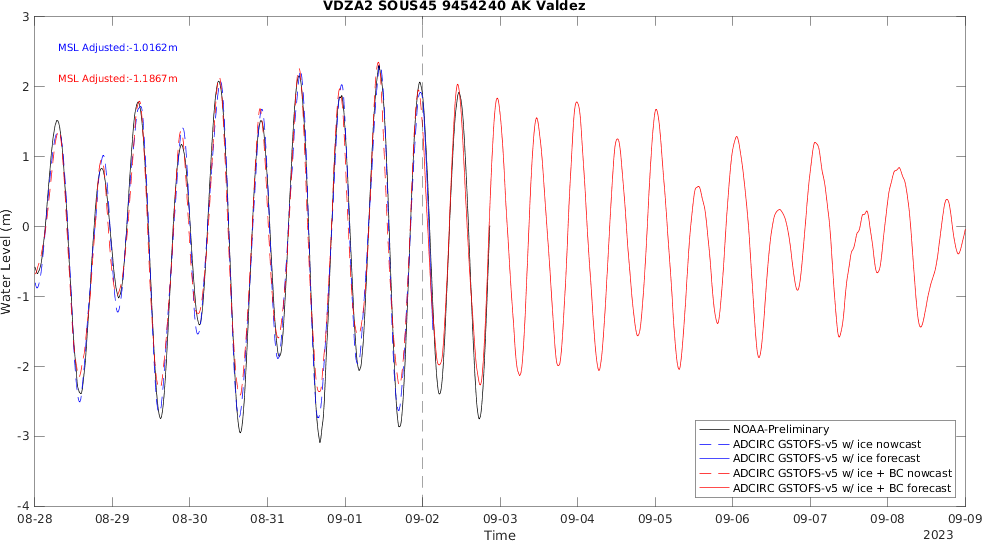 VDZA2 SOUS45 9454240 AK Valdez
MSL Adjusted:-1.0162m
MSL Adjusted:-1.1867m
3
2
1
0
-1
-2
-3
-4
Water Level (m)
NOAA-Preliminary
ADCIRC GSTOFS-v5 w/ ice nowcast
ADCIRC GSTOFS-v5 w/ ice forecast
ADCIRC GSTOFS-v5 w/ ice + BC nowcast
ADCIRC GSTOFS-v5 w/ ice + BC forecast
08-28 08-29 08-30 08-31 09-01 09-02 09-03 09-04 09-05 09-06 09-07 09-08 09-09
Time
2023